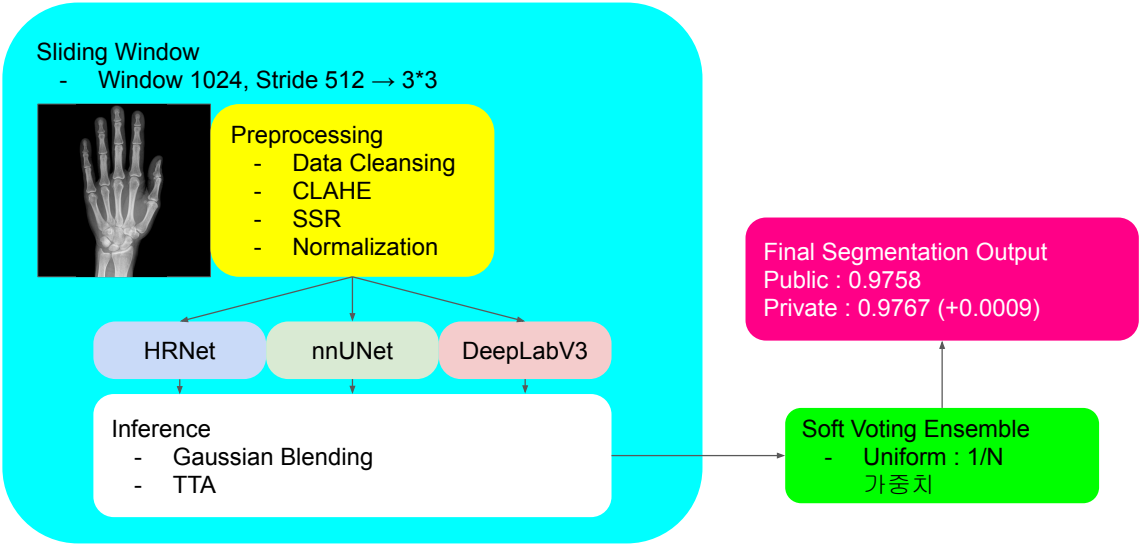 Sliding Window
- Window 1024, Stride 512 → 3*3
Preprocessing
- Data Cleansing
- CLAHE
- SSR
- Normalization
HRNet
nnUNet
DeepLabV3
Inference
- Gaussian Blending
- TTA
Soft Voting Ensemble
- Uniform : 1/N
가중치
Final Segmentation Output
Public : 0.9758
Private : 0.9767 (+0.0009)